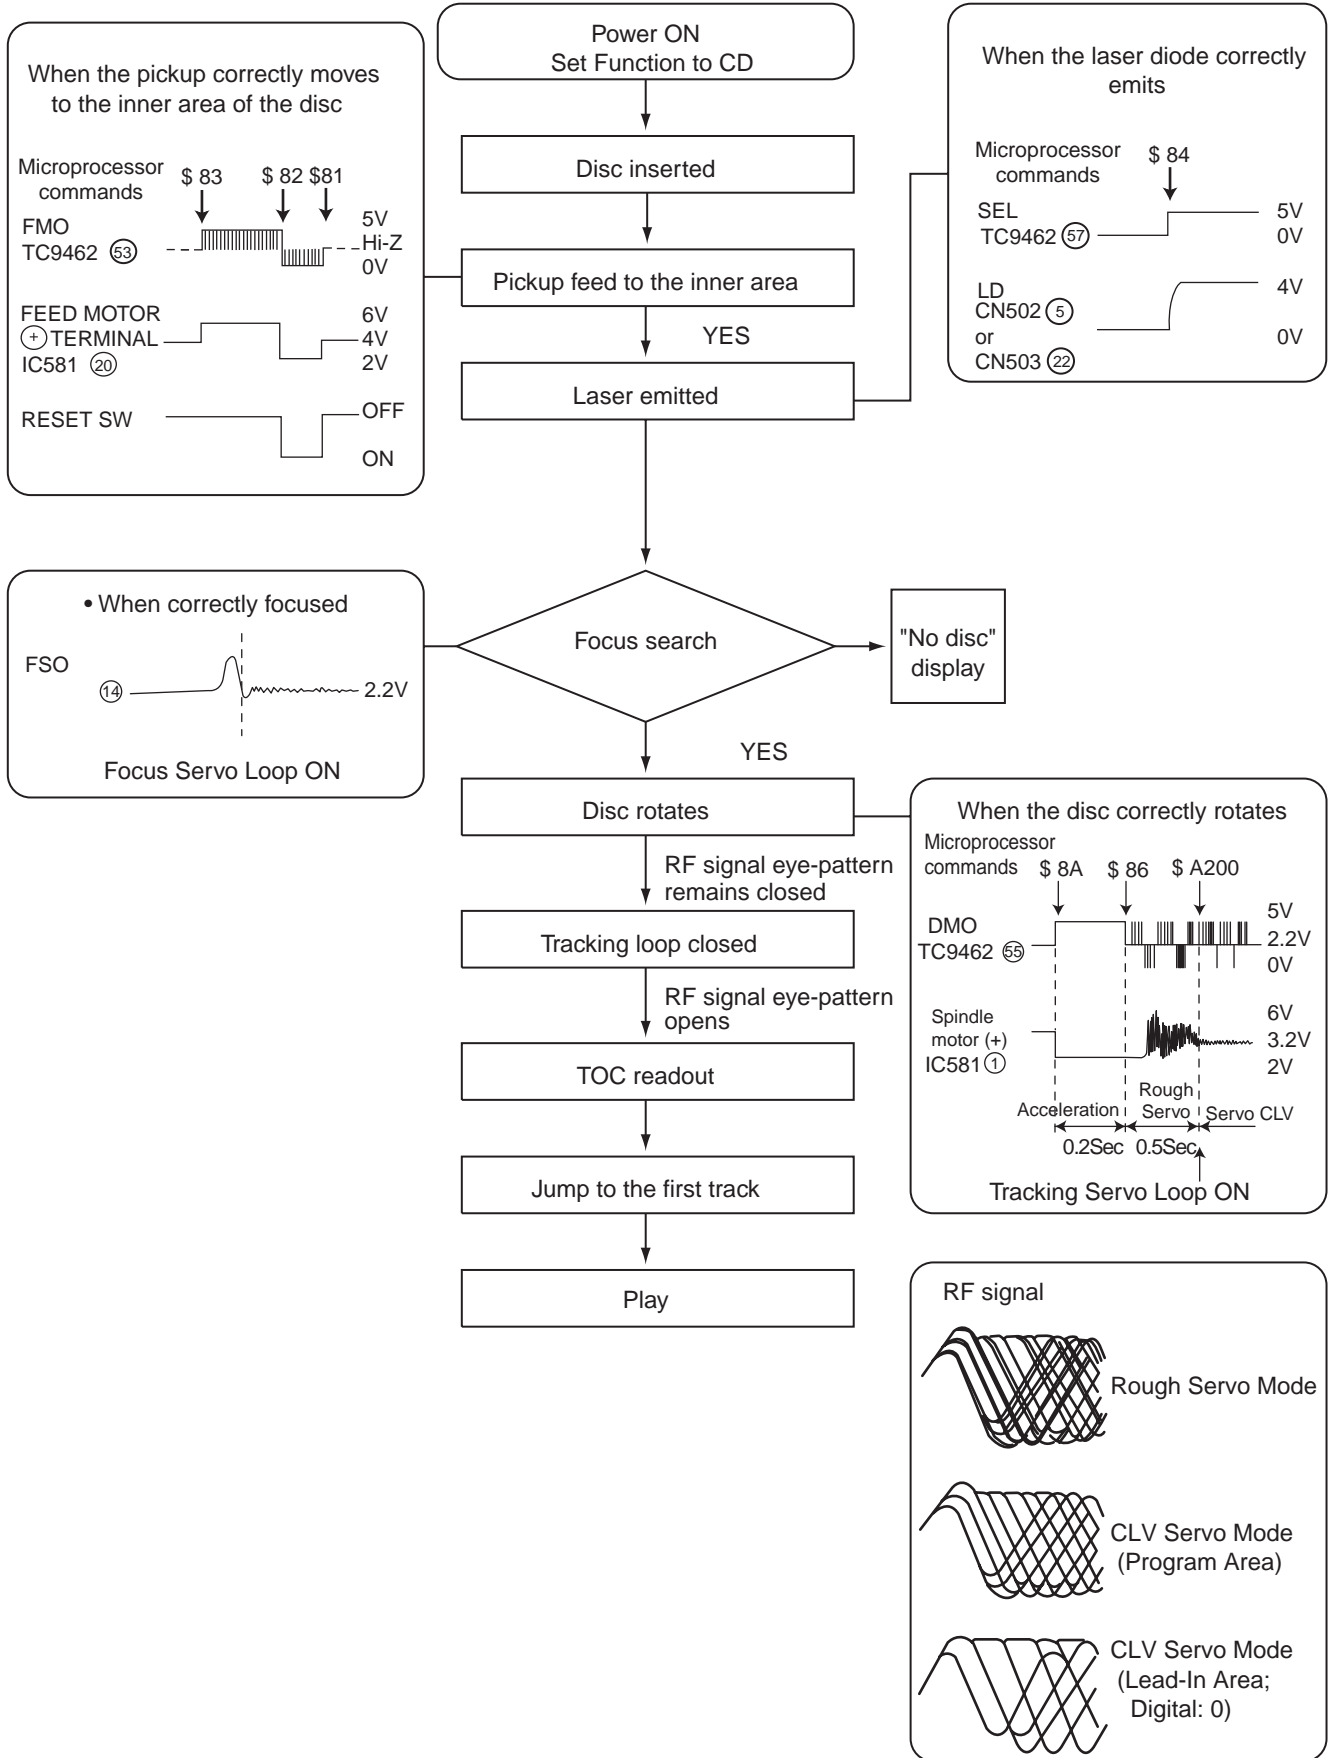 Power ON
Set Function to CD
When the pickup correctly moves
to the inner area of the disc
Microprocessor
commands
$ 83
$ 82
$81
FMO
TC9462 53
5V
Hi-Z
0V
FEED MOTOR
+ TERMINAL
IC581 20
6V
4V
2V
RESET SW
OFF
ON
Disc inserted
Pickup feed to the inner area
YES
Laser emitted
When the laser diode correctly
emits
Microprocessor
commands
$ 84
SEL
TC9462 57
5V
0V
LD
CN502 5
or
CN503 22
4V
0V
• When correctly focused
FSO
14
2.2V
Focus Servo Loop ON
Focus search
"No disc"
display
YES
Disc rotates
RF signal eye-pattern
remains closed
Tracking loop closed
RF signal eye-pattern
opens
TOC readout
Jump to the first track
Play
When the disc correctly rotates
Microprocessor
commands
$ 8A
$ 86
$ A200
DMO
TC9462 55
5V
2.2V
0V
Spindle
motor (+)
IC581 1
6V
3.2V
2V
Acceleration
Rough
Servo
Servo CLV
0.2Sec
0.5Sec
Tracking Servo Loop ON
RF signal
Rough Servo Mode
CLV Servo Mode
(Program Area)
CLV Servo Mode
(Lead-In Area;
Digital: 0)